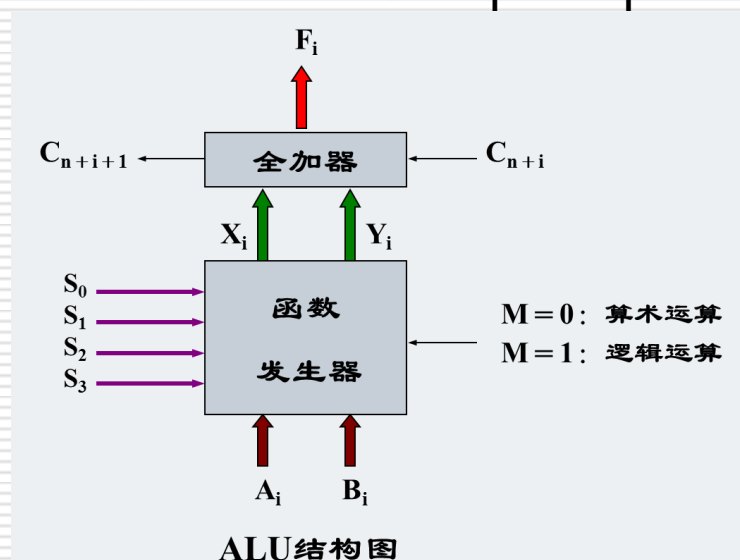 Fᵢ
Cₙ₊ᵢ₊₁
全加器
Cₙ₊ᵢ
Xᵢ
Yᵢ
S₀
S₁
S₂
S₃
函数
发生器
M＝0：算术运算
M＝1：逻辑运算
Aᵢ
Bᵢ
ALU结构图